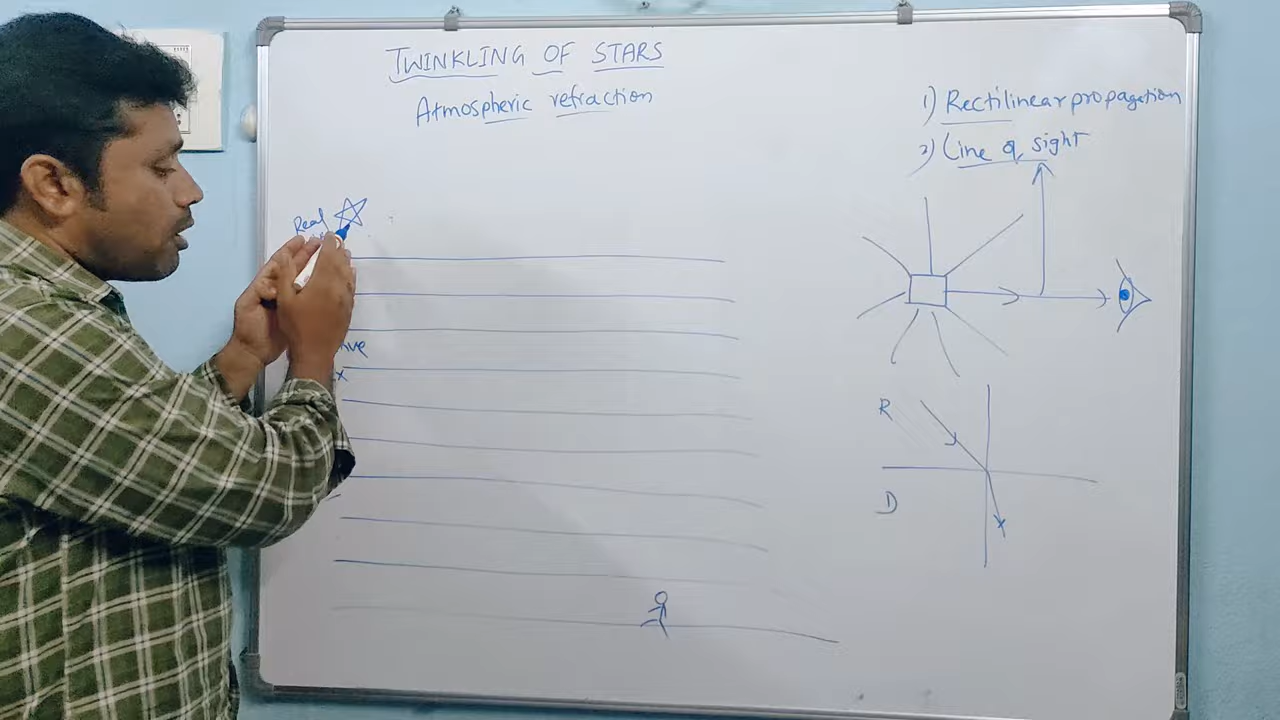 TWINKLING OF STARS
Atmospheric refraction
1) Rectilinear propagation
2) Line of sight
Real
R
D